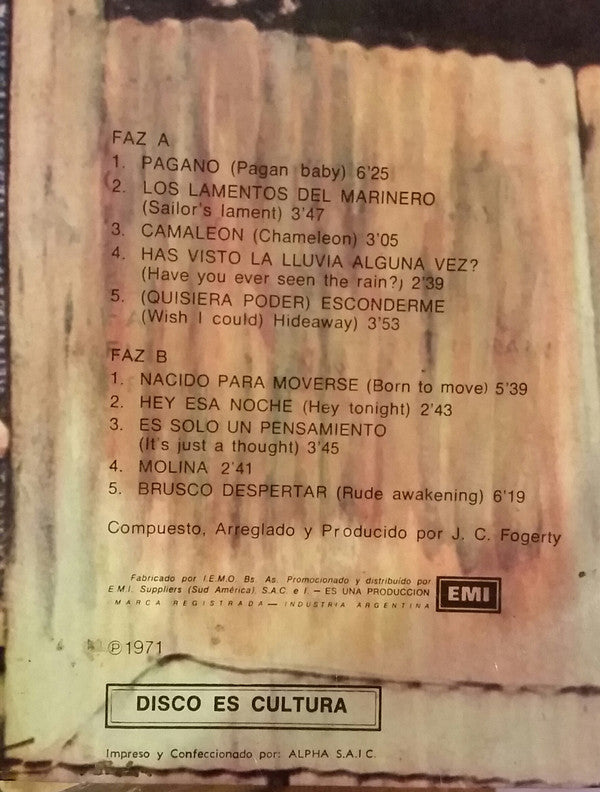 FAZ A
1. PAGANO (Pagan baby) 6'25
2. LOS LAMENTOS DEL MARINERO
(Sailor's lament) 3'47
3. CAMALEON (Chameleon) 3'05
4. HAS VISTO LA LLUVIA ALGUNA VEZ?
(Have you ever seen the rain?) 2'39
5. (QUISIERA PODER) ESCONDERME
(Wish I could) Hideaway) 3'53
FAZ B
1. NACIDO PARA MOVERSE (Born to move) 5'39
2. HEY ESA NOCHE (Hey tonight) 2'43
3. ES SOLO UN PENSAMIENTO
(It's just a thought) 3'45
4. MOLINA 2'41
5. BRUSCO DESPERTAR (Rude awakening) 6'19
Compuesto, Arreglado y Producido por J. C. Fogerty
Fabricado por I.E.M.O. Bs. As. Promocionado y distribuído por
E.M.I. Suppliers (Sud América) S.A.C. e I. – ES UNA PRODUCCION
MARCA REGISTRADA — INDUSTRIA ARGENTINA
EMI
℗ 1971
DISCO ES CULTURA
Impreso y Confeccionado por: ALPHA S.A.I.C.